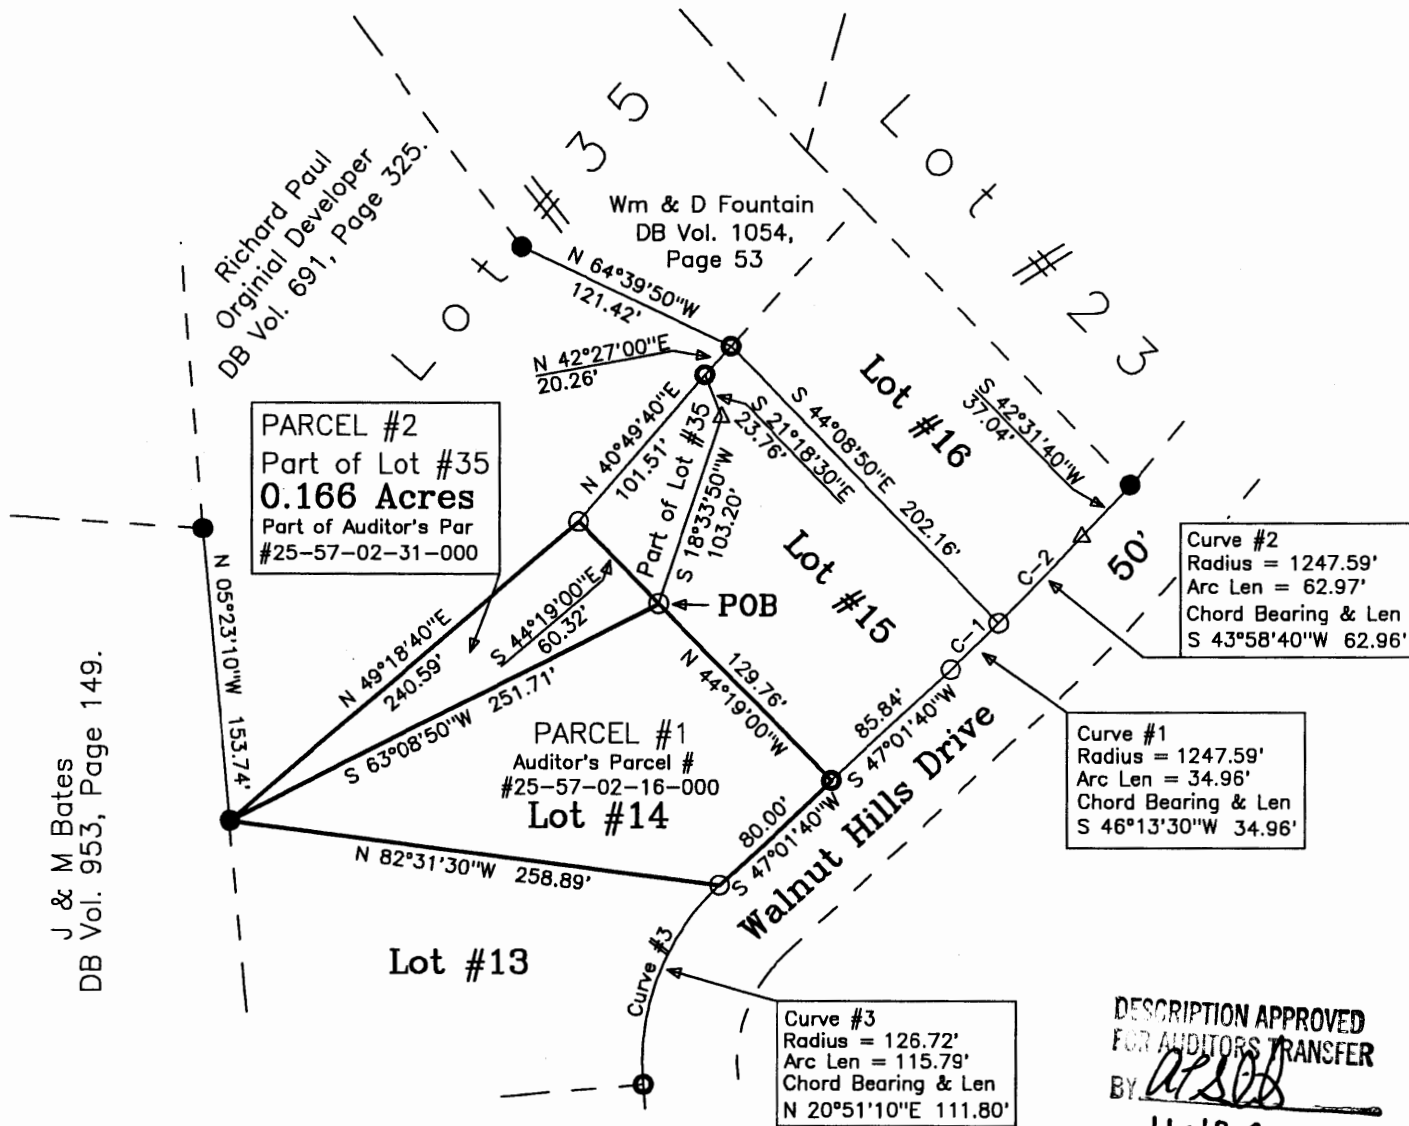 Richard Paul
Orginial Developer
DB Vol. 691, Page 325.
Lot #35
Wm & D Fountain
DB Vol. 1054,
Page 53
Lot #23
N 64°39'50"W
121.42'
N 42°27'00"E
20.26'
Lot #16
S 42°31'40"W
37.04'
S 44°08'50"E
202.16'
S 21°18'30"E
23.76'
N 40°49'40"E
101.51'
Part of Lot #35
S 18°33'50"W
103.20'
PARCEL #2
Part of Lot #35
0.166 Acres
Part of Auditor's Par
#25-57-02-31-000
Lot #15
50'
C-2
C-1
Curve #2
Radius = 1247.59'
Arc Len = 62.97'
Chord Bearing & Len
S 43°58'40"W 62.96'
N 05°23'10"W 153.74'
S 44°19'00"E
60.32'
POB
N 49°18'40"E
240.59'
S 63°08'50"W 251.71'
129.76'
N 44°19'00"W
85.84'
S 47°01'40"W
J & M Bates
DB Vol. 953, Page 149.
PARCEL #1
Auditor's Parcel #
#25-57-02-16-000
Lot #14
80.00'
S 47°01'40"W
Walnut Hills Drive
Curve #1
Radius = 1247.59'
Arc Len = 34.96'
Chord Bearing & Len
S 46°13'30"W 34.96'
N 82°31'30"W 258.89'
Lot #13
Curve #3
Curve #3
Radius = 126.72'
Arc Len = 115.79'
Chord Bearing & Len
N 20°51'10"E 111.80'
DESCRIPTION APPROVED
FOR AUDITORS TRANSFER
BY